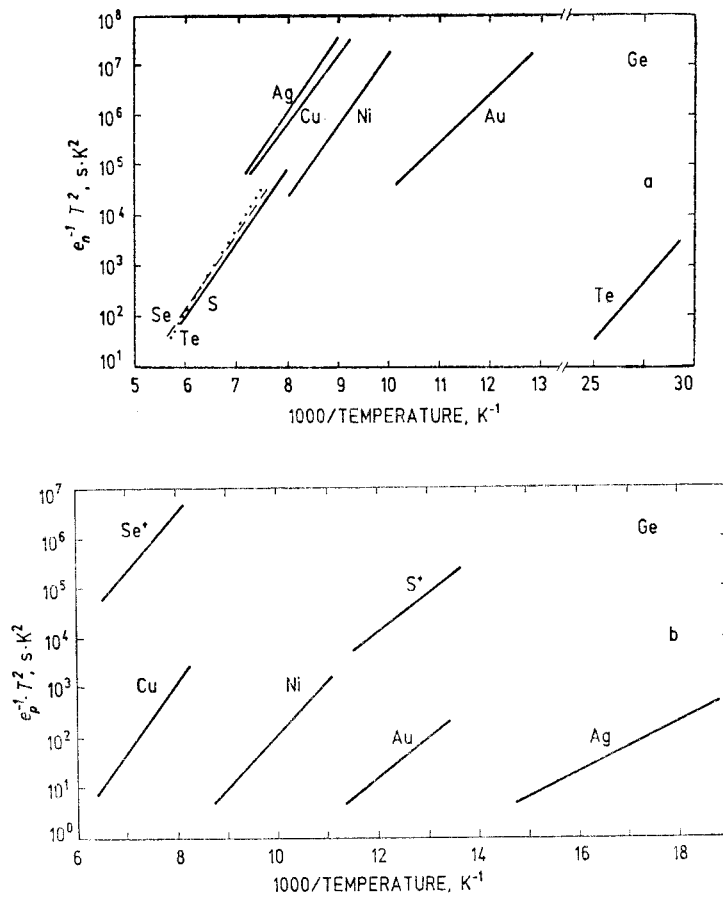 10⁸
10⁷
10⁶
10⁵
10⁴
10³
10²
10¹
eₙ⁻¹ T², s·K²
Ge
Ag
Cu
Ni
Au
a
Te
S
Se
Te
5 6 7 8 9 10 11 12 13 25 28 30
1000/TEMPERATURE, K⁻¹
10⁷
10⁶
10⁵
10⁴
10³
10²
10¹
10⁰
eₚ⁻¹·T², s·K²
Se⁺
Ge
S⁺
b
Cu
Ni
Au
Ag
6 8 10 12 14 16 18
1000/TEMPERATURE, K⁻¹